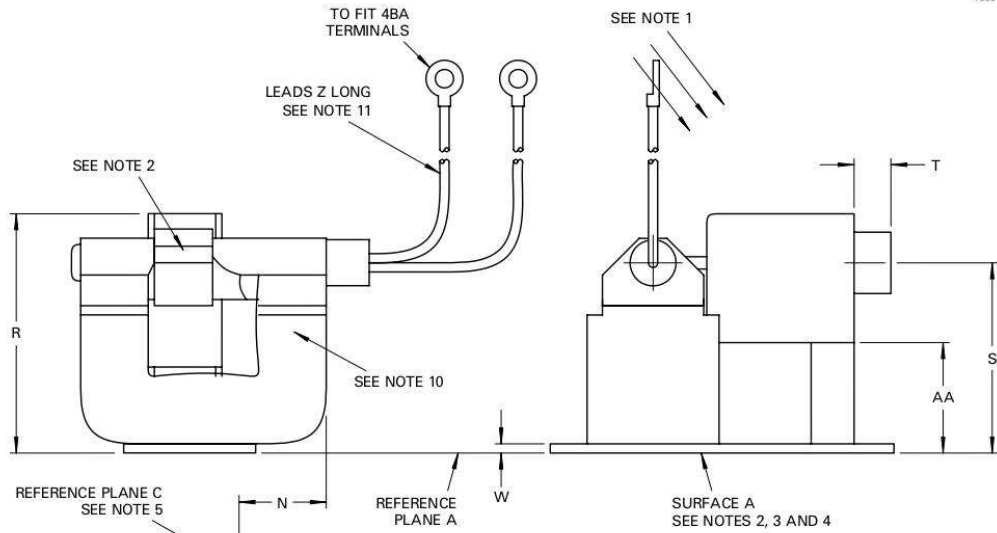 TO FIT 4BA
TERMINALS
SEE NOTE 1
LEADS Z LONG
SEE NOTE 11
SEE NOTE 2
T
R
S
SEE NOTE 10
AA
W
N
REFERENCE PLANE C
SEE NOTE 5
REFERENCE
PLANE A
SURFACE A
SEE NOTES 2, 3 AND 4